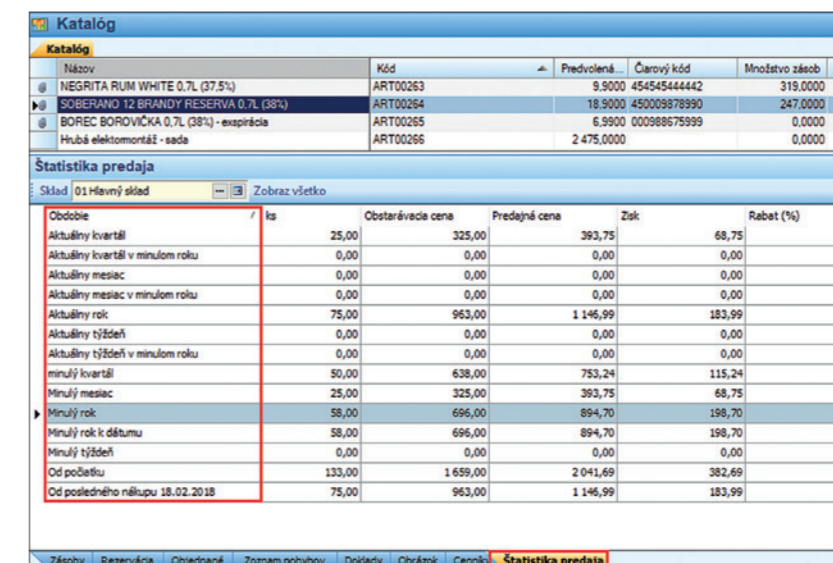 Katalóg
Katalóg
Názov Kód Predvolená... Čiarový kód Množstvo zásob
NEGRITA RUM WHITE 0,7L (37,5%) ART00263 9.9000 454545444442 319,0000
SOBERANO 12 BRANDY RESERVA 0,7L (38%) ART00264 18.9000 450009878990 247,0000
BOREC BOROVIČKA 0,7L (38%) - exspirácia ART00265 6,9900 000988675999 0,0000
Hrubá elektomontáž - sada ART00266 2 475,0000 0,0000
Štatistika predaja
Sklad 01 Hlavný sklad ... Zobraz všetko
Obdobie / ks Obstarávacia cena Predajná cena Zisk Rabat (%)
Aktuálny kvartál 25,00 325,00 393,75 68,75
Aktuálny kvartál v minulom roku 0,00 0,00 0,00 0,00
Aktuálny mesiac 0,00 0,00 0,00 0,00
Aktuálny mesiac v minulom roku 0,00 0,00 0,00 0,00
Aktuálny rok 75,00 963,00 1 146,99 183,99
Aktuálny týždeň 0,00 0,00 0,00 0,00
Aktuálny týždeň v minulom roku 0,00 0,00 0,00 0,00
minulý kvartál 50,00 638,00 753,24 115,24
Minulý mesiac 25,00 325,00 393,75 68,75
Minulý rok 58,00 696,00 894,70 198,70
Minulý rok k dátumu 58,00 696,00 894,70 198,70
Minulý týždeň 0,00 0,00 0,00 0,00
Od počiatku 133,00 1 659,00 2 041,69 382,69
Od posledného nákupu 18.02.2018 75,00 963,00 1 146,99 183,99
Zásoby Rezervácia Objednané Zoznam pohybov Doklady Obrázok Cenník Štatistika predaja